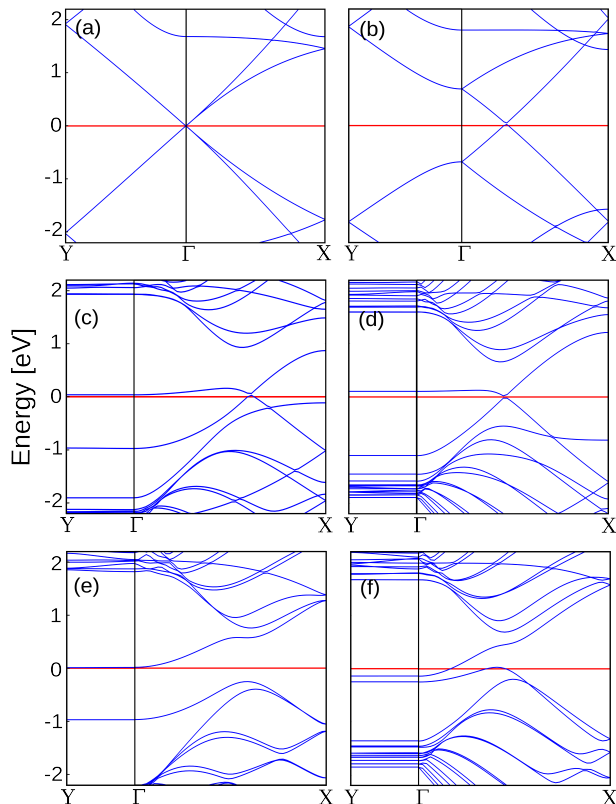 (a)
(b)
2
1
0
-1
-2
Y
Γ
X
Y
Γ
X
(c)
(d)
2
1
0
-1
-2
Y
Γ
X
Y
Γ
X
Energy [eV]
(e)
(f)
2
1
0
-1
-2
Y
Γ
X
Y
Γ
X